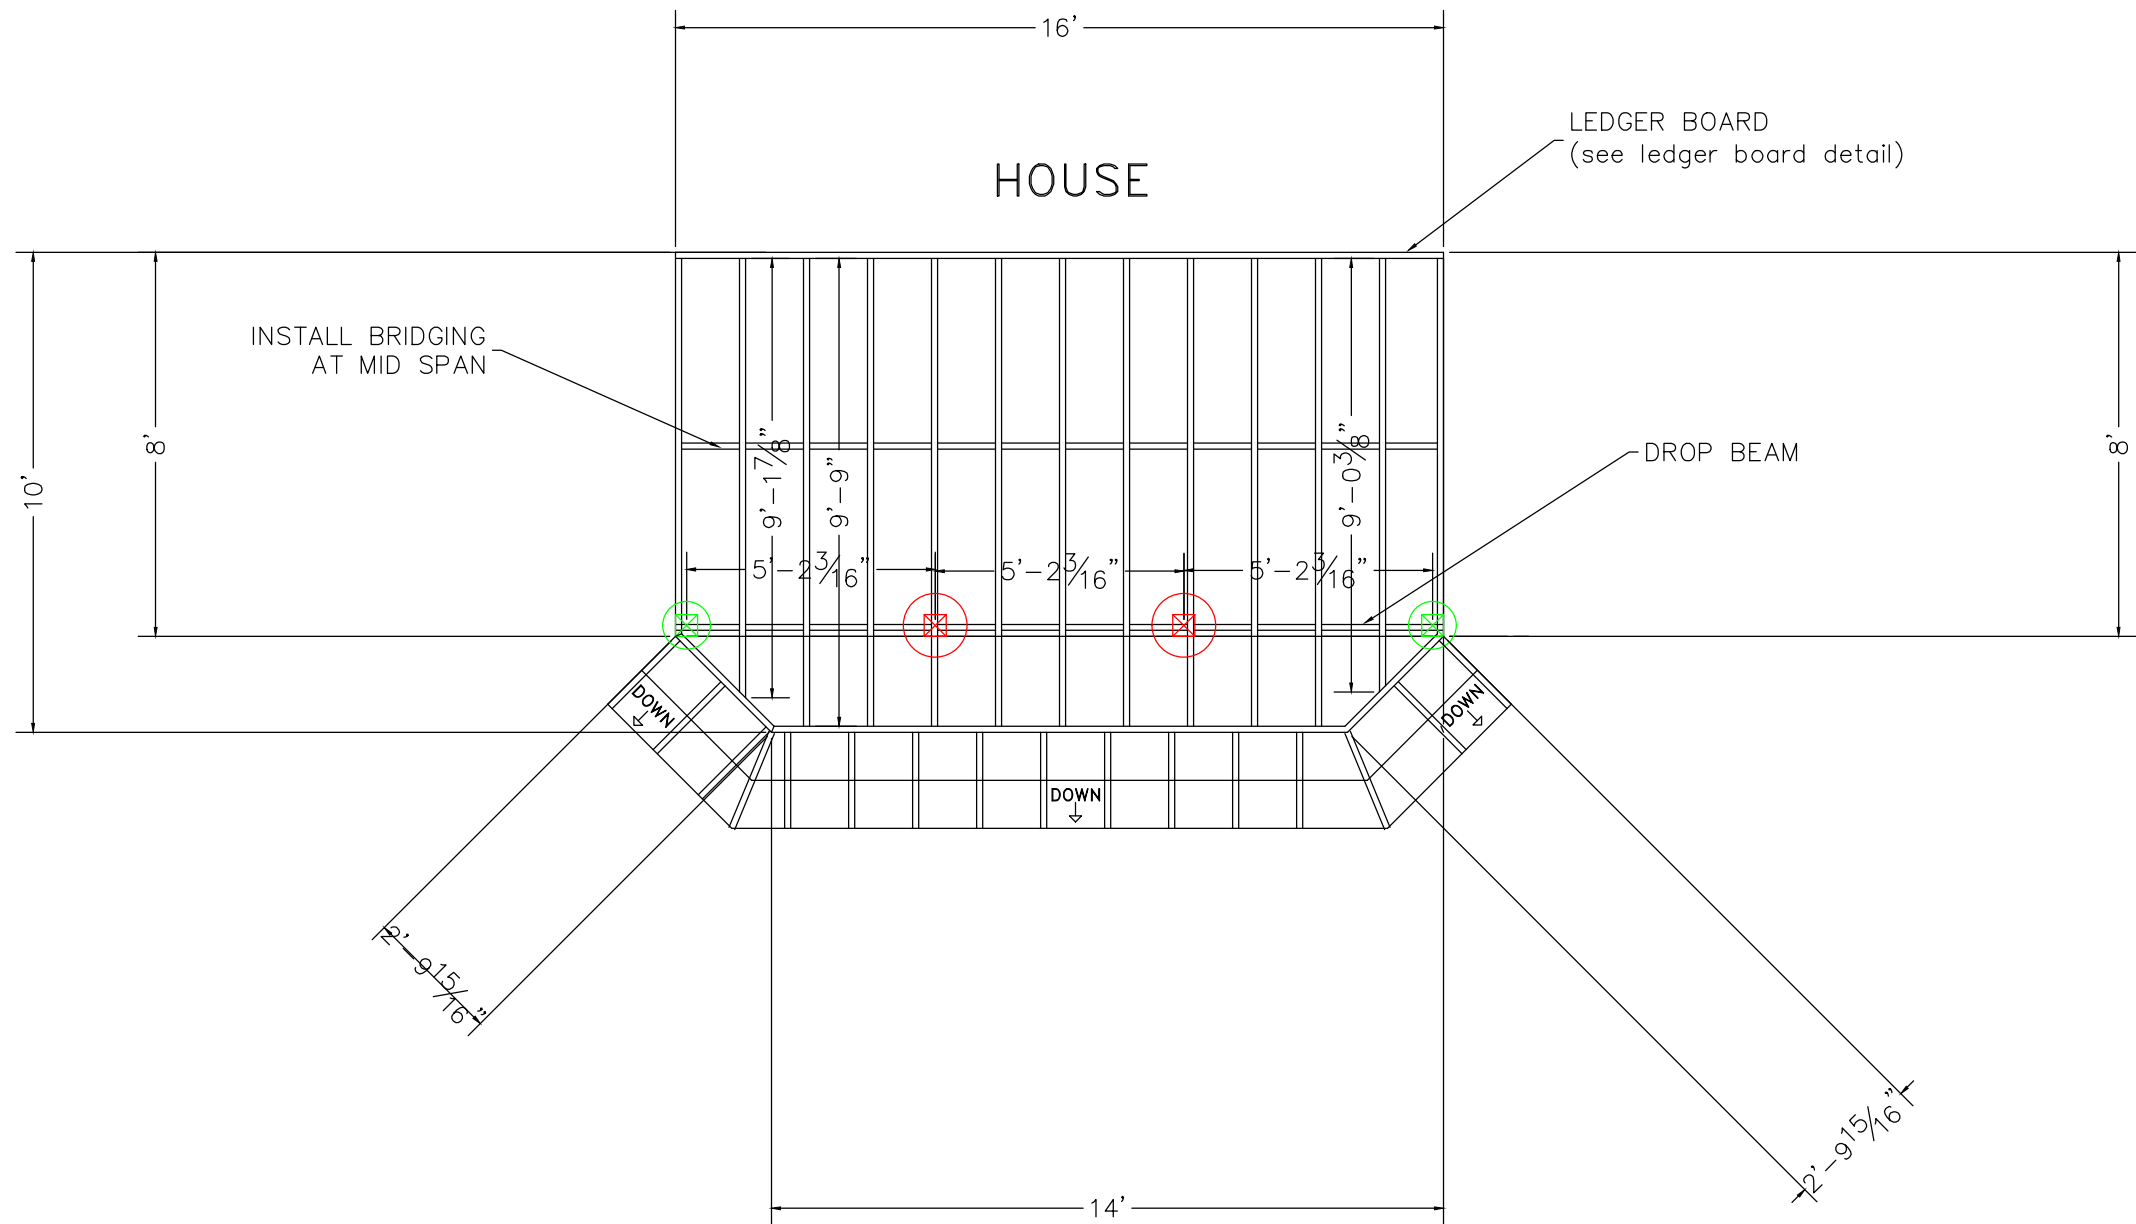 16'
LEDGER BOARD
(see ledger board detail)
HOUSE
INSTALL BRIDGING
AT MID SPAN
10'
8'
9'-1 7/8"
9'-9"
9'-0 3/8"
DROP BEAM
8'
5'-2 3/16"
5'-2 3/16"
5'-2 3/16"
DOWN
DOWN
DOWN
2'-9 15/16"
2'-9 15/16"
14'